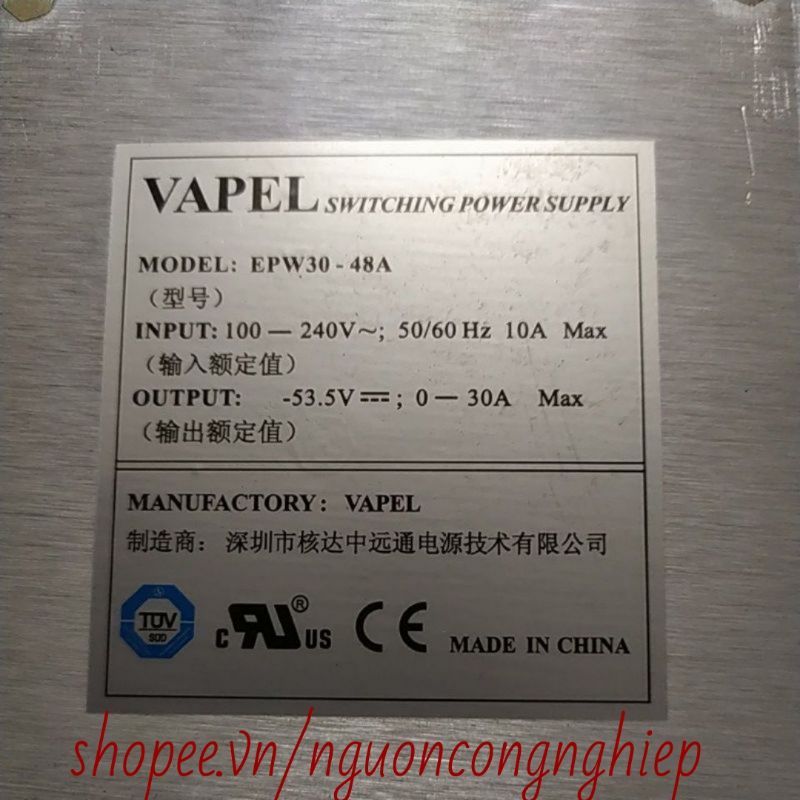 VAPEL SWITCHING POWER SUPPLY
MODEL: EPW30 - 48A
(型号)
INPUT: 100 — 240V~; 50/60 Hz 10A Max
(输入额定值)
OUTPUT: -53.5V⎓; 0 — 30A Max
(输出额定值)
MANUFACTORY: VAPEL
制造商: 深圳市核达中远通电源技术有限公司
TÜV
SÜD
c RU® US CE MADE IN CHINA
shopee.vn/nguoncongnghiep